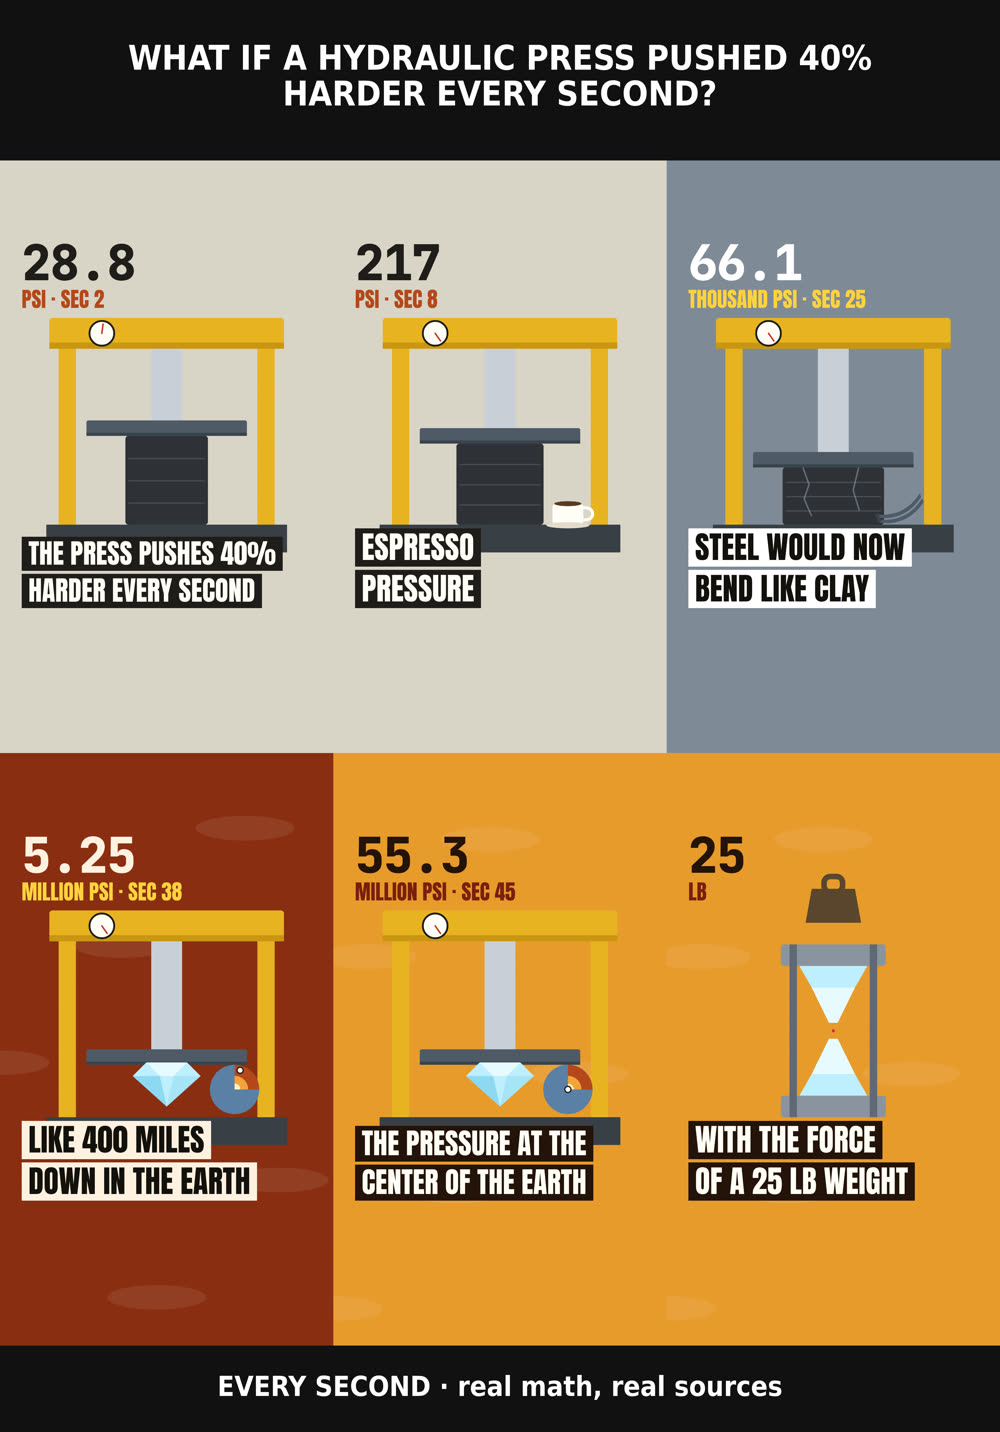 WHAT IF A HYDRAULIC PRESS PUSHED 40%
HARDER EVERY SECOND?
28.8
PSI · SEC 2
THE PRESS PUSHES 40%
HARDER EVERY SECOND
217
PSI · SEC 8
ESPRESSO
PRESSURE
66.1
THOUSAND PSI · SEC 25
STEEL WOULD NOW
BEND LIKE CLAY
5.25
MILLION PSI · SEC 38
LIKE 400 MILES
DOWN IN THE EARTH
55.3
MILLION PSI · SEC 45
THE PRESSURE AT THE
CENTER OF THE EARTH
25
LB
WITH THE FORCE
OF A 25 LB WEIGHT
EVERY SECOND · real math, real sources